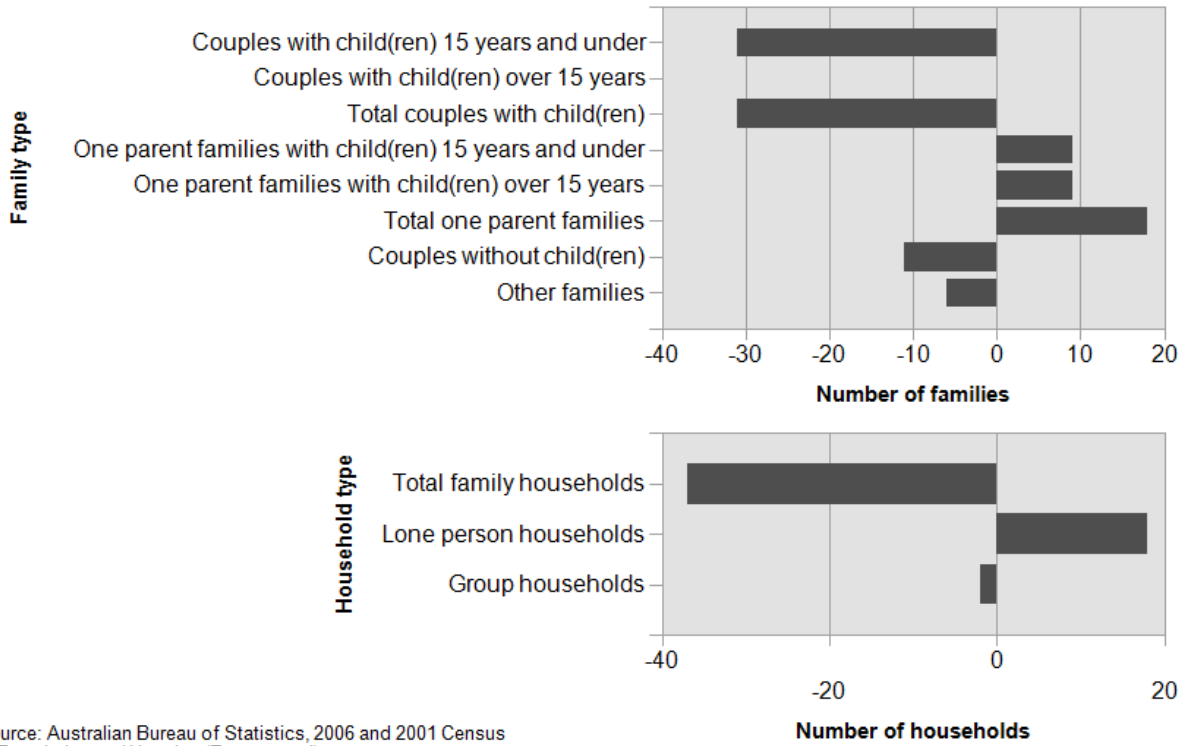 Family type
Couples with child(ren) 15 years and under
Couples with child(ren) over 15 years
Total couples with child(ren)
One parent families with child(ren) 15 years and under
One parent families with child(ren) over 15 years
Total one parent families
Couples without child(ren)
Other families
-40 -30 -20 -10 0 10 20
Number of families
Household type
Total family households
Lone person households
Group households
-40 0
-20 20
Number of households
urce: Australian Bureau of Statistics, 2006 and 2001 Census